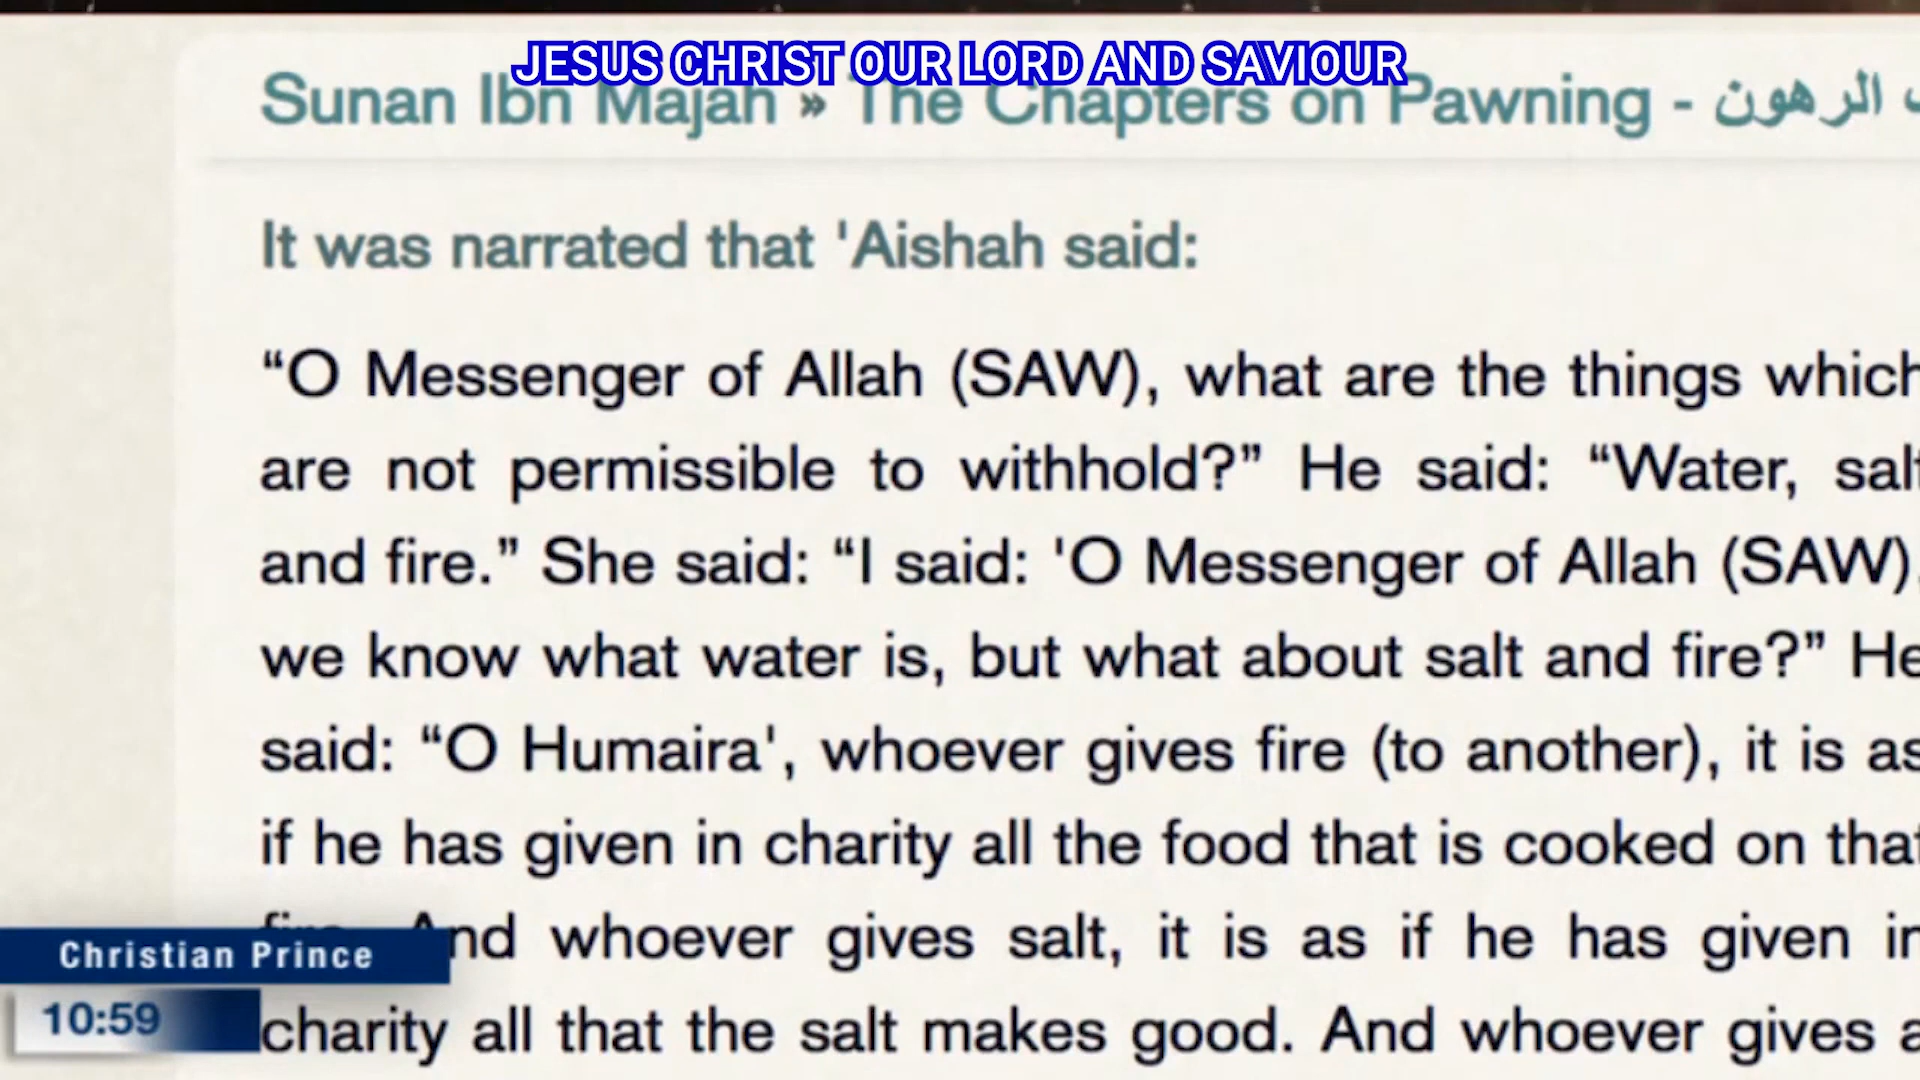 JESUS CHRIST OUR LORD AND SAVIOUR
Sunan Ibn Majah » The Chapters on Pawning - الرهون
It was narrated that 'Aishah said:
“O Messenger of Allah (SAW), what are the things which
are not permissible to withhold?” He said: “Water, salt
and fire.” She said: “I said: 'O Messenger of Allah (SAW),
we know what water is, but what about salt and fire?” He
said: “O Humaira', whoever gives fire (to another), it is as
if he has given in charity all the food that is cooked on that
fire. And whoever gives salt, it is as if he has given in
Christian Prince
10:59
charity all that the salt makes good. And whoever gives a